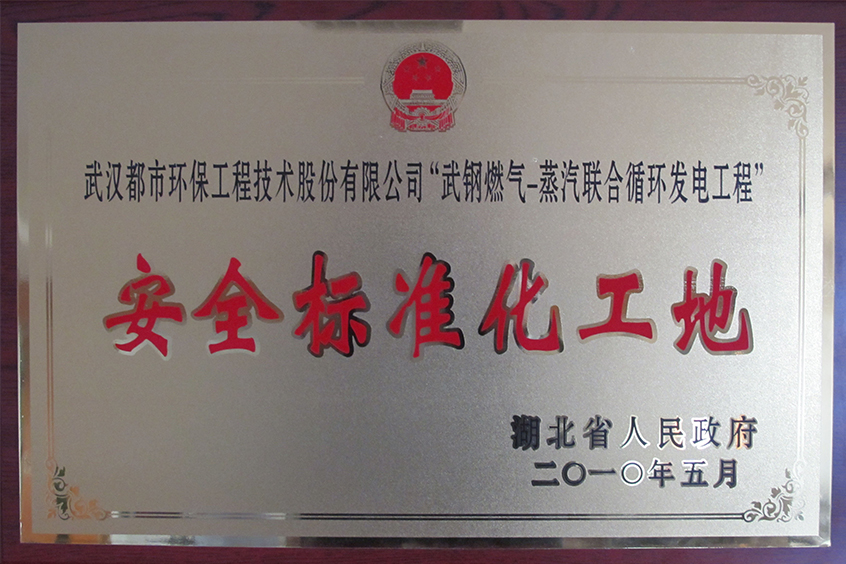 武汉都市环保工程技术股份有限公司“武钢燃气-蒸汽联合循环发电工程”
安全标准化工地
湖北省人民政府
二〇一〇年五月